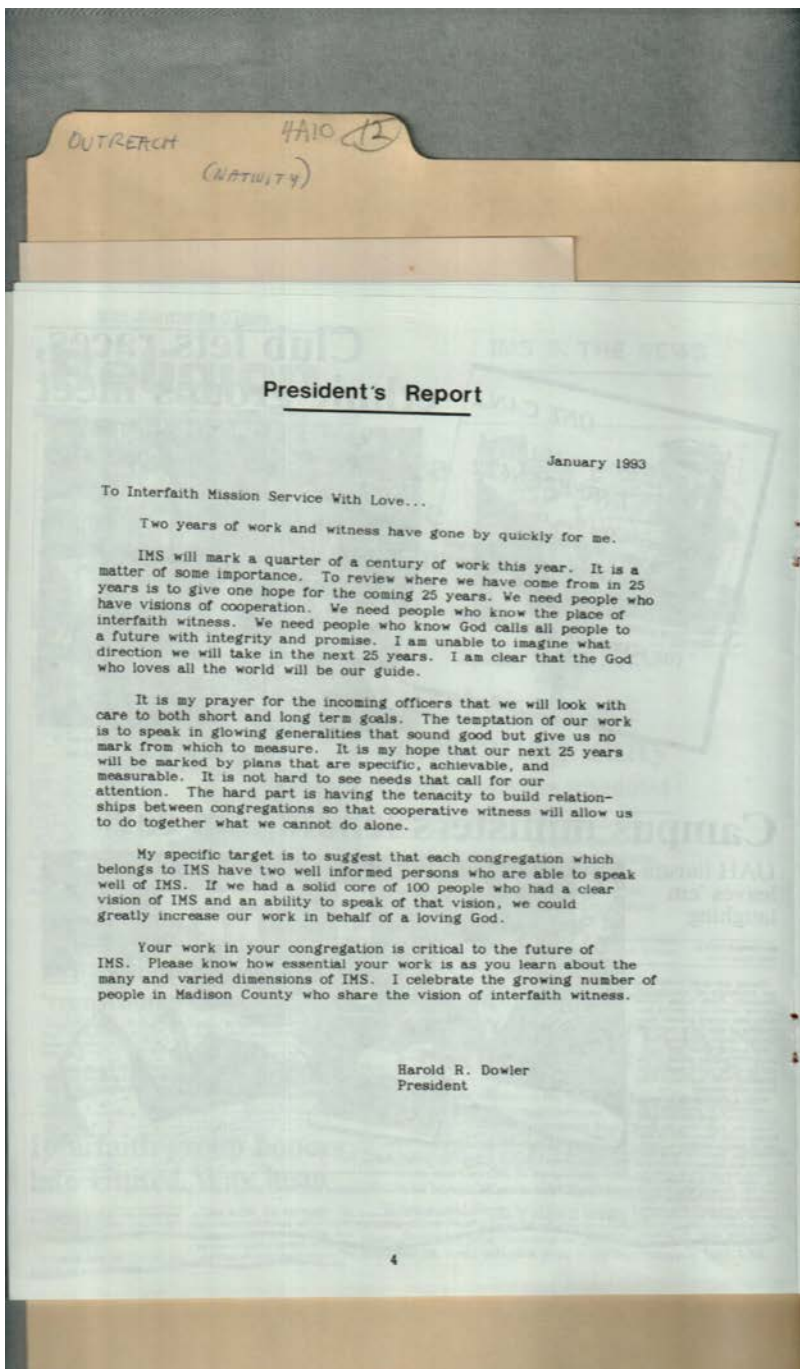 OUTREACH 4A10 12
(NATIVITY)
President's Report
January 1993
To Interfaith Mission Service With Love...
Two years of work and witness have gone by quickly for me.
IMS will mark a quarter of a century of work this year. It is a
matter of some importance. To review where we have come from in 25
years is to give one hope for the coming 25 years. We need people who
have visions of cooperation. We need people who know the place of
interfaith witness. We need people who know God calls all people to
a future with integrity and promise. I am unable to imagine what
direction we will take in the next 25 years. I am clear that the God
who loves all the world will be our guide.
It is my prayer for the incoming officers that we will look with
care to both short and long term goals. The temptation of our work
is to speak in glowing generalities that sound good but give us no
mark from which to measure. It is my hope that our next 25 years
will be marked by plans that are specific, achievable, and
measurable. It is not hard to see needs that call for our
attention. The hard part is having the tenacity to build relation-
ships between congregations so that cooperative witness will allow us
to do together what we cannot do alone.
My specific target is to suggest that each congregation which
belongs to IMS have two well informed persons who are able to speak
well of IMS. If we had a solid core of 100 people who had a clear
vision of IMS and an ability to speak of that vision, we could
greatly increase our work in behalf of a loving God.
Your work in your congregation is critical to the future of
IMS. Please know how essential your work is as you learn about the
many and varied dimensions of IMS. I celebrate the growing number of
people in Madison County who share the vision of interfaith witness.
Harold R. Dowler
President
4